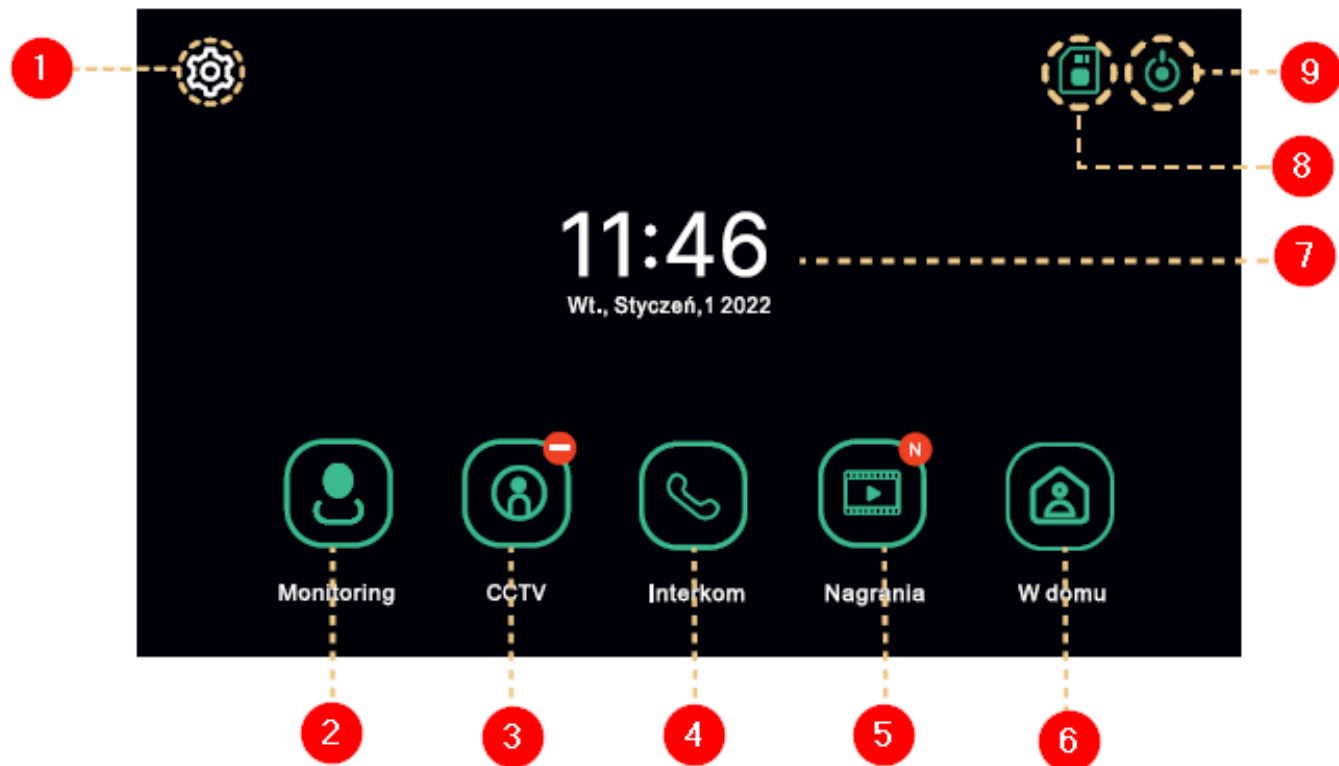 1
9
8
11:46
7
Wt., Styczeń,1 2022
N
Monitoring CCTV Interkom Nagrania W domu
2 3 4 5 6